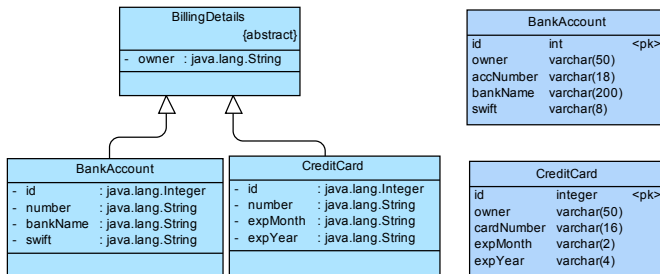 BillingDetails
{abstract}
- owner : java.lang.String
BankAccount
- id : java.lang.Integer
- number : java.lang.String
- bankName : java.lang.String
- swift : java.lang.String
CreditCard
- id : java.lang.Integer
- number : java.lang.String
- expMonth : java.lang.String
- expYear : java.lang.String
BankAccount
id int <pk>
owner varchar(50)
accNumber varchar(18)
bankName varchar(200)
swift varchar(8)
CreditCard
id integer <pk>
owner varchar(50)
cardNumber varchar(16)
expMonth varchar(2)
expYear varchar(4)